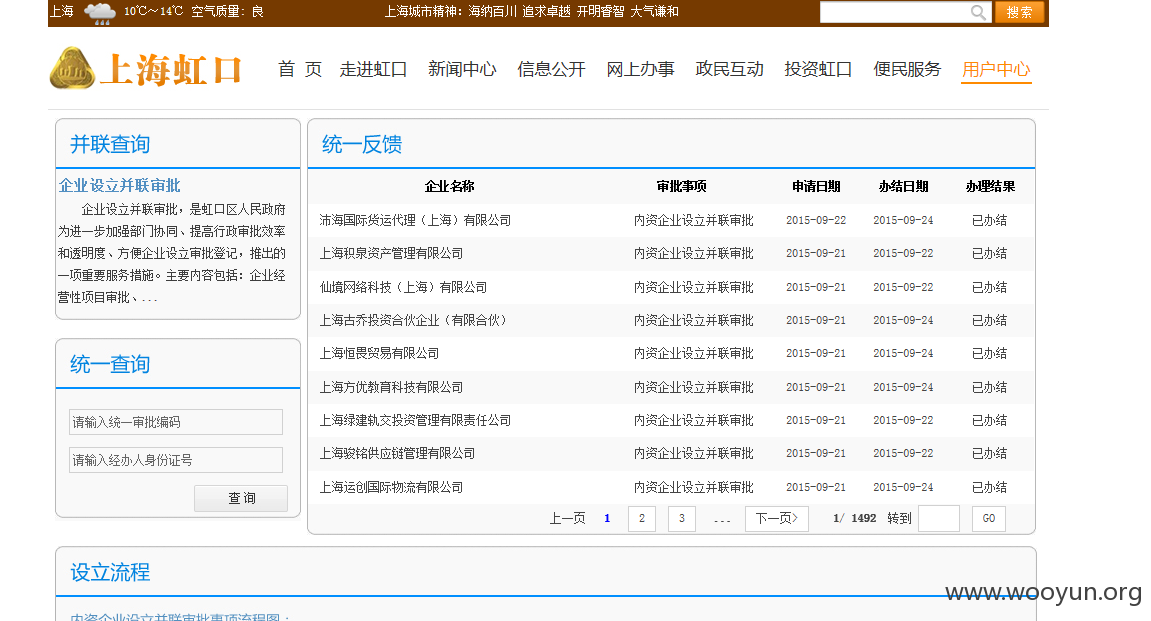 上海 10℃～14℃ 空气质量：良 上海城市精神：海纳百川 追求卓越 开明睿智 大气谦和 搜索
上海虹口 首 页 走进虹口 新闻中心 信息公开 网上办事 政民互动 投资虹口 便民服务 用户中心
并联查询
企业设立并联审批
企业设立并联审批，是虹口区人民政府
为进一步加强部门协同、提高行政审批效率
和透明度、方便企业设立审批登记，推出的
一项重要服务措施。主要内容包括：企业经
营性项目审批、...
统一查询
请输入统一审批编码
请输入经办人身份证号
查 询
统一反馈
企业名称 审批事项 申请日期 办结日期 办理结果
沛海国际货运代理（上海）有限公司 内资企业设立并联审批 2015-09-22 2015-09-24 已办结
上海积泉资产管理有限公司 内资企业设立并联审批 2015-09-21 2015-09-22 已办结
仙境网络科技（上海）有限公司 内资企业设立并联审批 2015-09-21 2015-09-22 已办结
上海古乔投资合伙企业（有限合伙） 内资企业设立并联审批 2015-09-21 2015-09-24 已办结
上海恒畏贸易有限公司 内资企业设立并联审批 2015-09-21 2015-09-24 已办结
上海方优教育科技有限公司 内资企业设立并联审批 2015-09-21 2015-09-24 已办结
上海绿建轨交投资管理有限责任公司 内资企业设立并联审批 2015-09-21 2015-09-22 已办结
上海骏铭供应链管理有限公司 内资企业设立并联审批 2015-09-21 2015-09-22 已办结
上海运创国际物流有限公司 内资企业设立并联审批 2015-09-21 2015-09-24 已办结
上一页 1 2 3 ... 下一页> 1/ 1492 转到 GO
设立流程
内资企业设立并联审批事项流程图：
www.wooyun.org